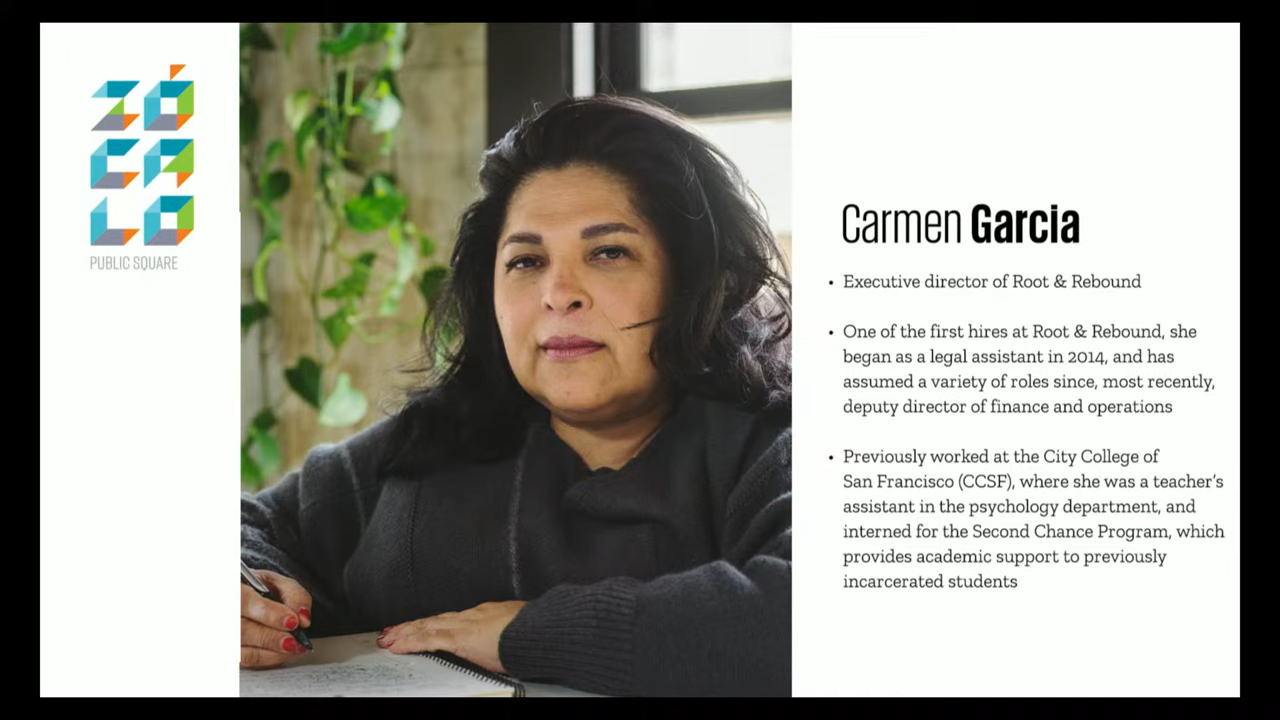 ZÓ
CA
LO
PUBLIC SQUARE
Carmen Garcia
• Executive director of Root & Rebound
• One of the first hires at Root & Rebound, she
began as a legal assistant in 2014, and has
assumed a variety of roles since, most recently,
deputy director of finance and operations
• Previously worked at the City College of
San Francisco (CCSF), where she was a teacher’s
assistant in the psychology department, and
interned for the Second Chance Program, which
provides academic support to previously
incarcerated students